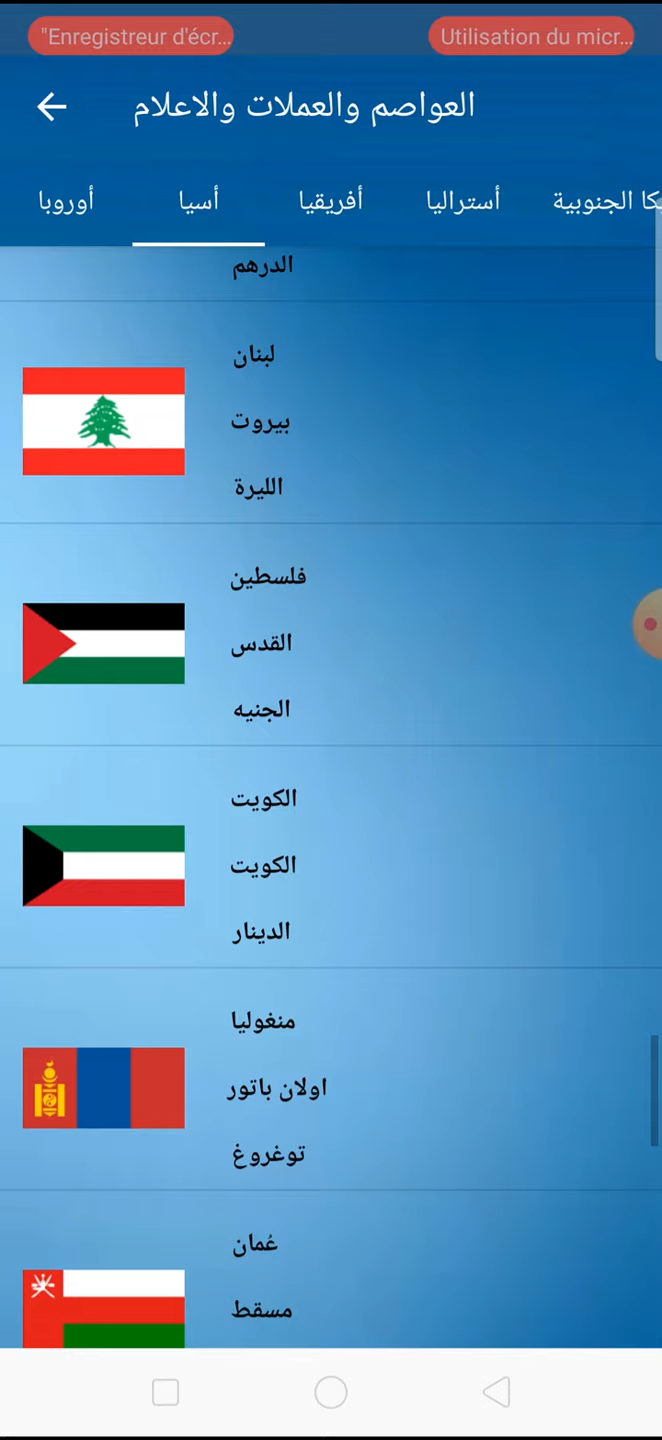 "Enregistreur d'écr...
Utilisation du micr...
العواصم والعملات والاعلام
أوروبا
أسيا
أفريقيا
أستراليا
كا الجنوبية
الدرهم
لبنان
بيروت
الليرة
فلسطين
القدس
الجنيه
الكويت
الكويت
الدينار
منغوليا
اولان باتور
توغروغ
عُمان
مسقط